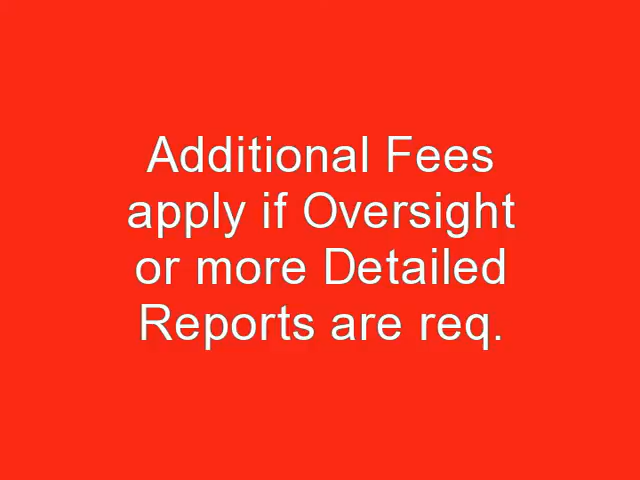 Additional Fees
apply if Oversight
or more Detailed
Reports are req.